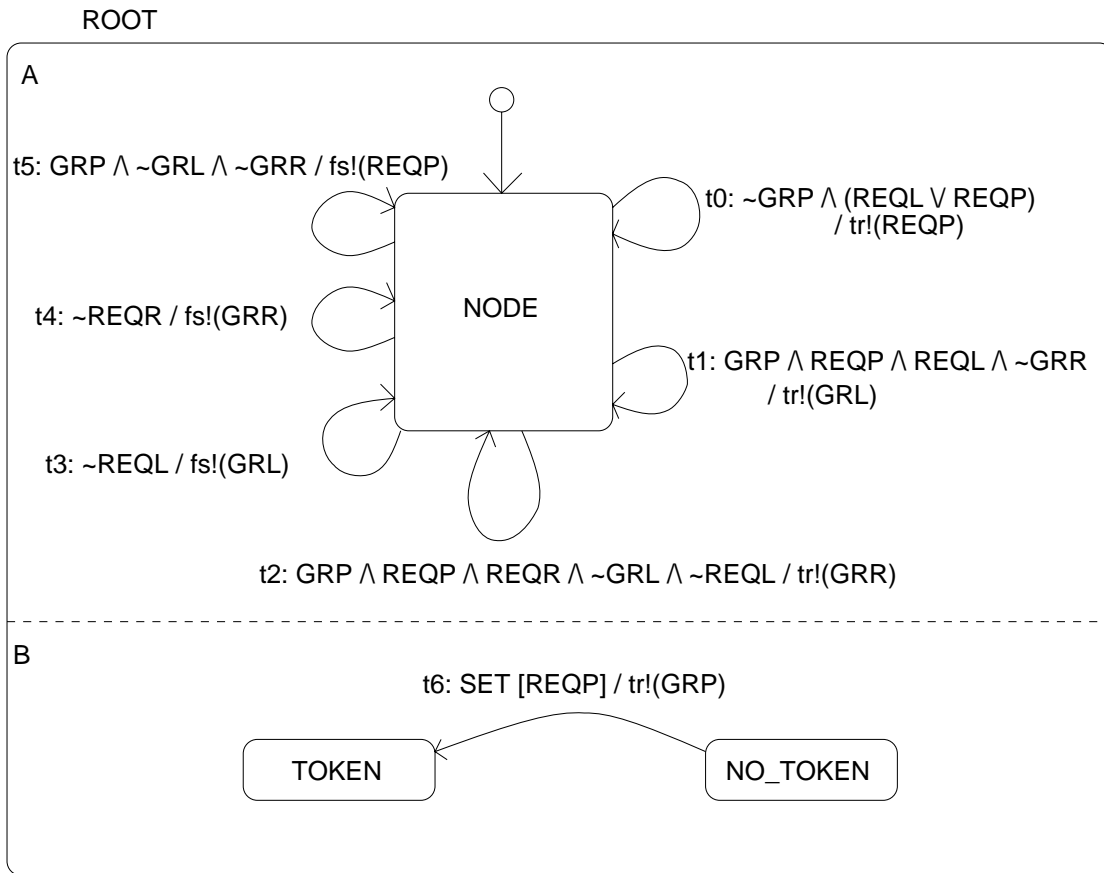 ROOT
A
t5: GRP /\ ~GRL /\ ~GRR / fs!(REQP)
t0: ~GRP /\ (REQL \/ REQP)
/ tr!(REQP)
NODE
t4: ~REQR / fs!(GRR)
t1: GRP /\ REQP /\ REQL /\ ~GRR
/ tr!(GRL)
t3: ~REQL / fs!(GRL)
t2: GRP /\ REQP /\ REQR /\ ~GRL /\ ~REQL / tr!(GRR)
B
t6: SET [REQP] / tr!(GRP)
TOKEN
NO_TOKEN